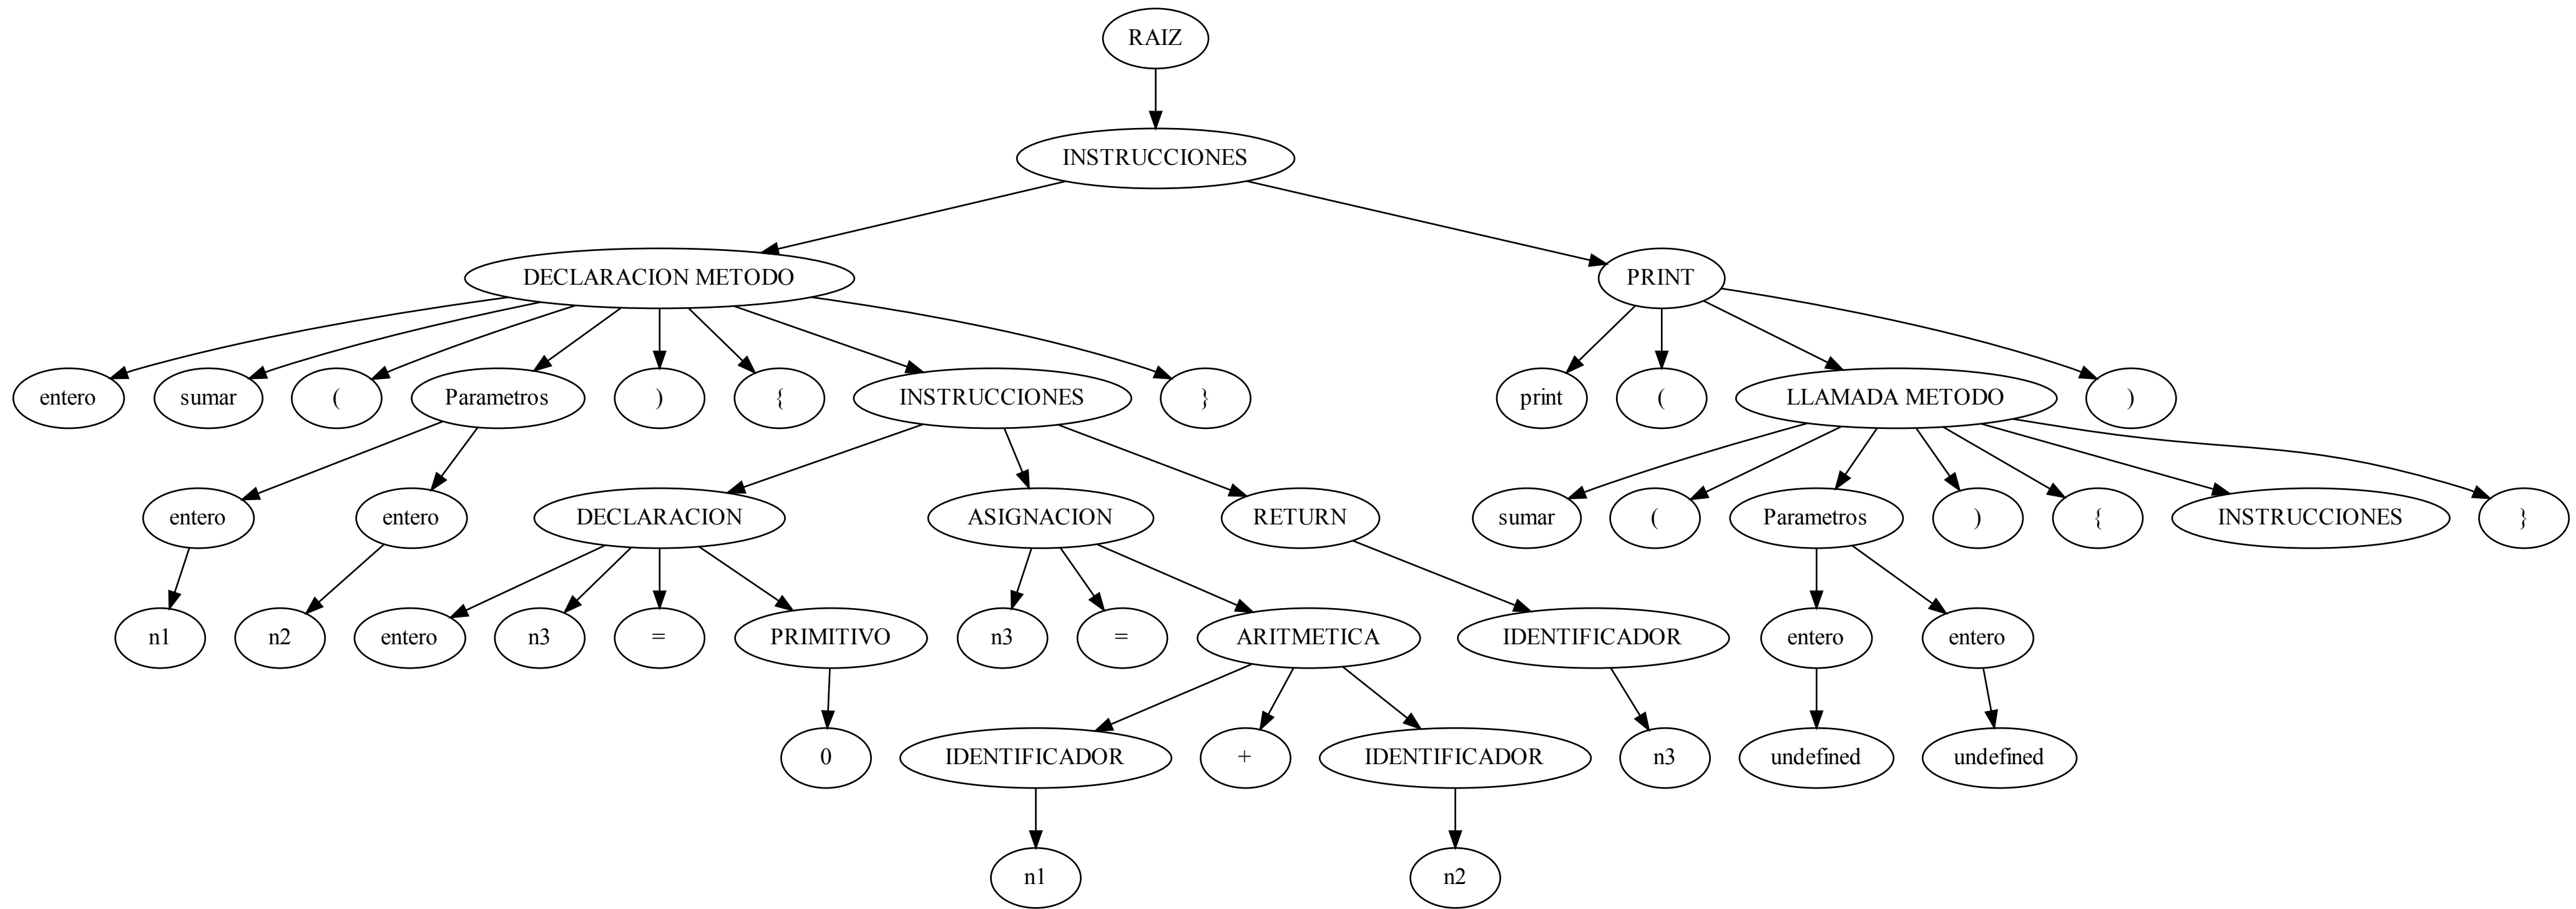 RAIZ
INSTRUCCIONES
DECLARACION METODO
PRINT
entero
sumar
(
Parametros
)
{
INSTRUCCIONES
}
print
(
LLAMADA METODO
)
entero
entero
DECLARACION
ASIGNACION
RETURN
sumar
(
Parametros
)
{
INSTRUCCIONES
}
n1
n2
entero
n3
=
PRIMITIVO
n3
=
ARITMETICA
IDENTIFICADOR
entero
entero
0
IDENTIFICADOR
+
IDENTIFICADOR
n3
undefined
undefined
n1
n2